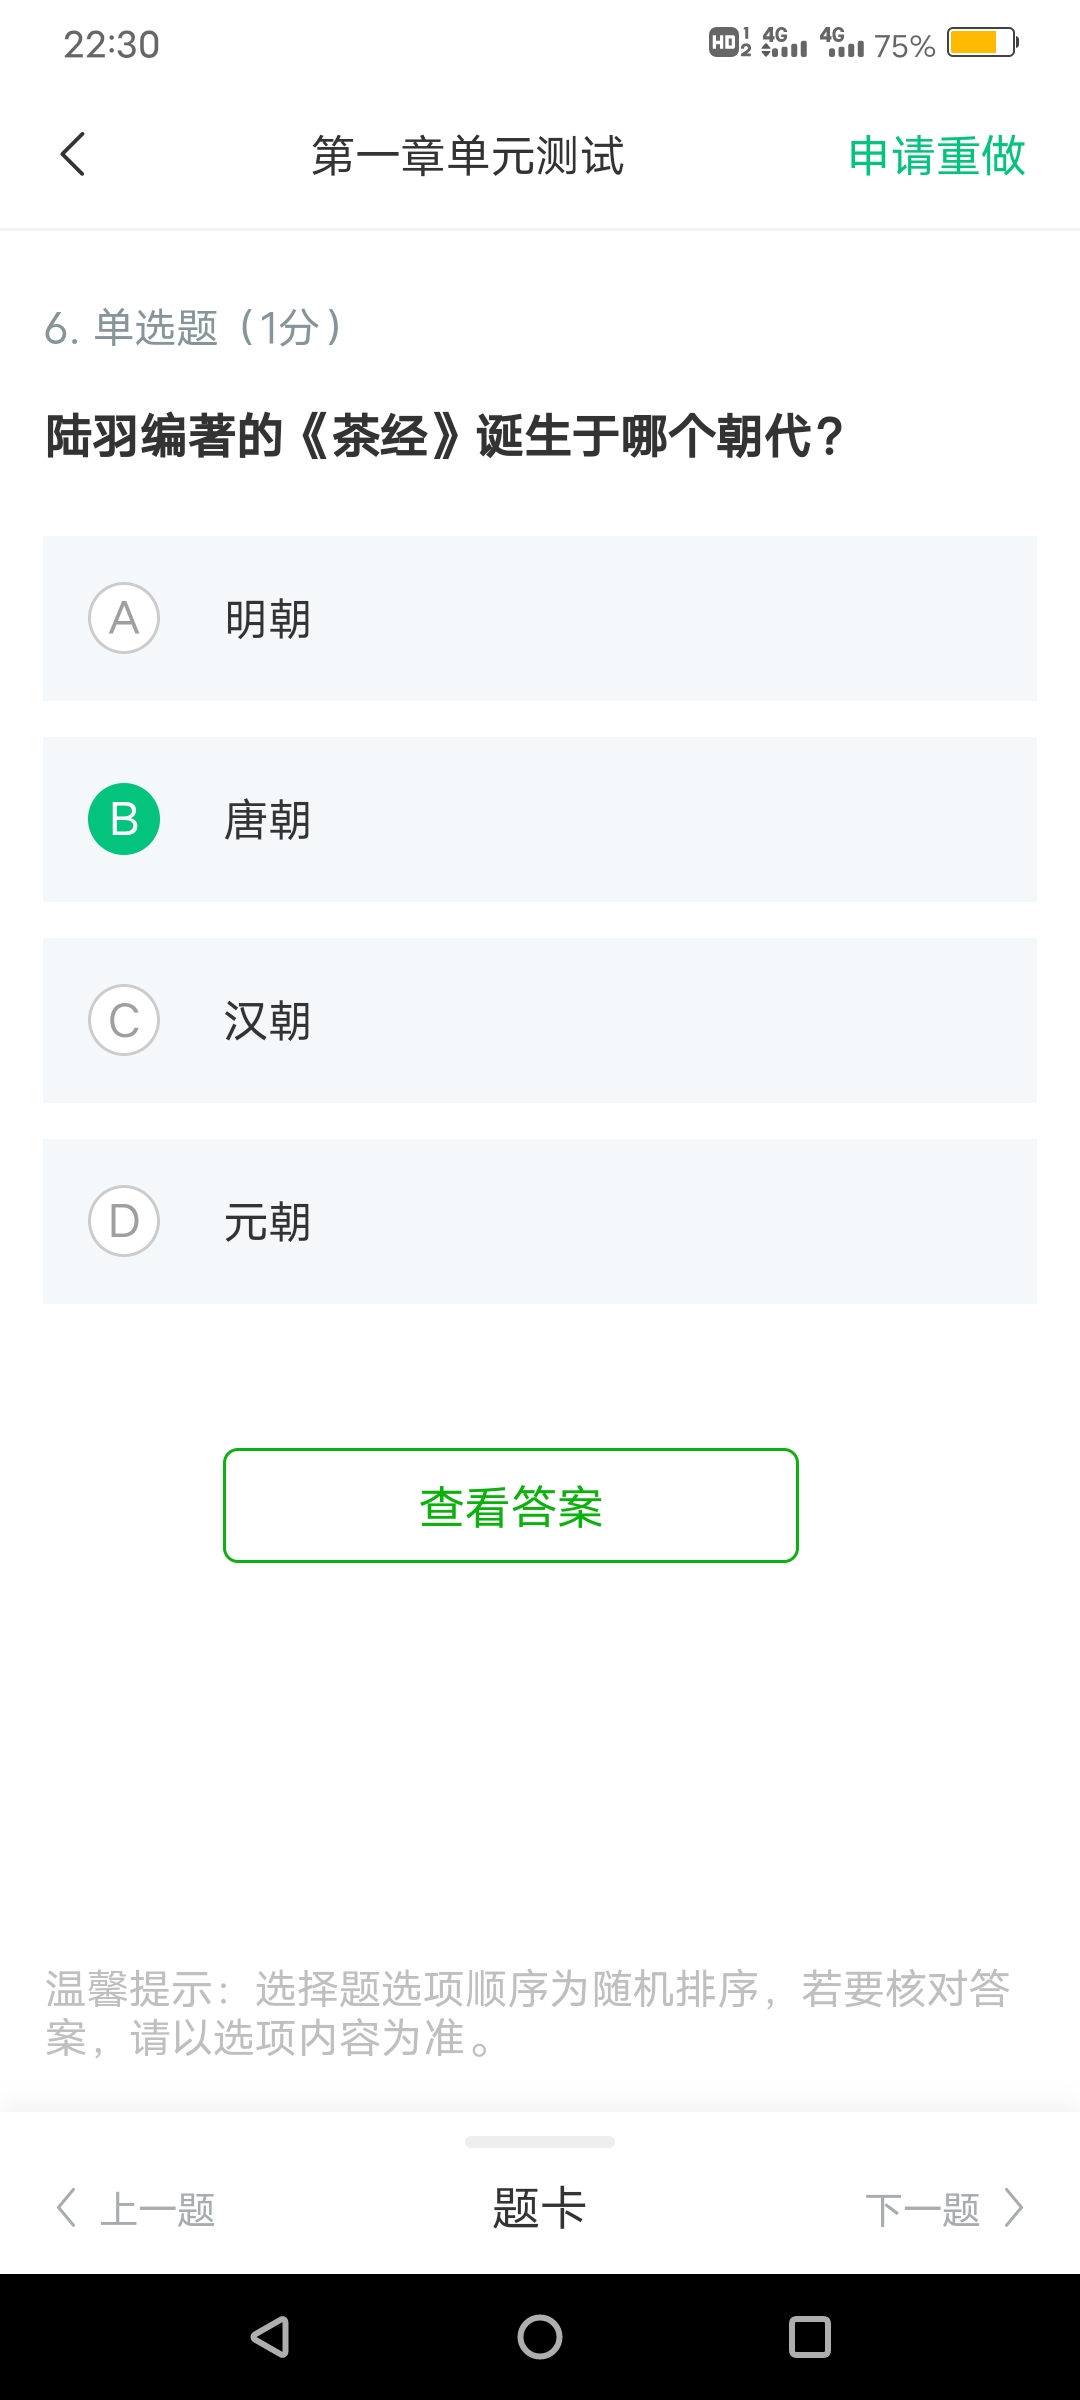 22:30
HD 1 2 4G 4G 75%
第一章单元测试
申请重做
6. 单选题（1分）
陆羽编著的《茶经》诞生于哪个朝代？
A 明朝
B 唐朝
C 汉朝
D 元朝
查看答案
温馨提示：选择题选项顺序为随机排序，若要核对答
案，请以选项内容为准。
上一题
题卡
下一题